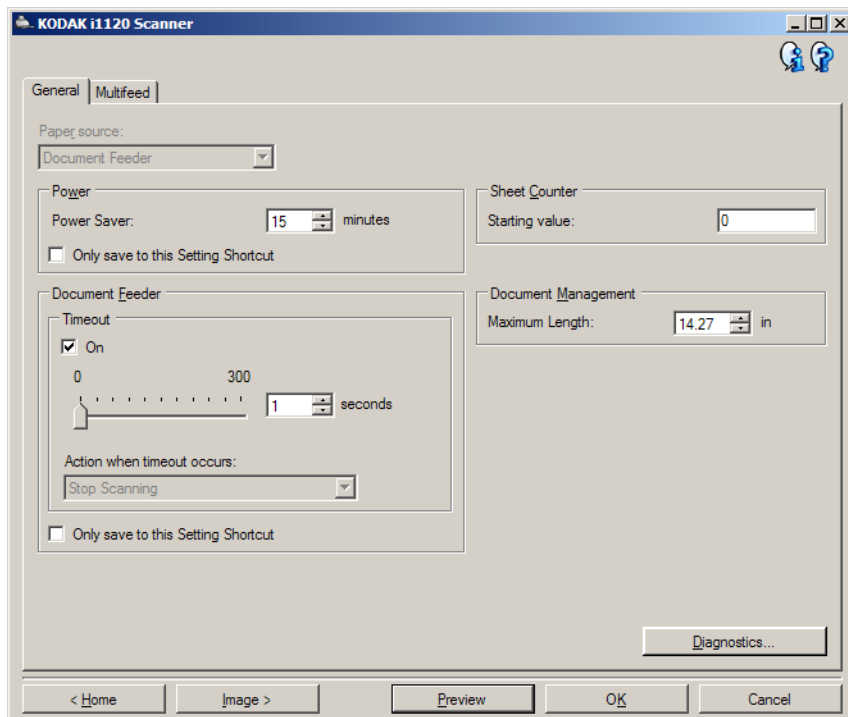 KODAK i1120 Scanner
General Multifeed
Paper source:
Document Feeder
Power
Power Saver: 15 minutes
Only save to this Setting Shortcut
Sheet Counter
Starting value: 0
Document Feeder
Timeout
On
0 300
1 seconds
Action when timeout occurs:
Stop Scanning
Only save to this Setting Shortcut
Document Management
Maximum Length: 14.27 in
Diagnostics...
< Home Image > Preview OK Cancel